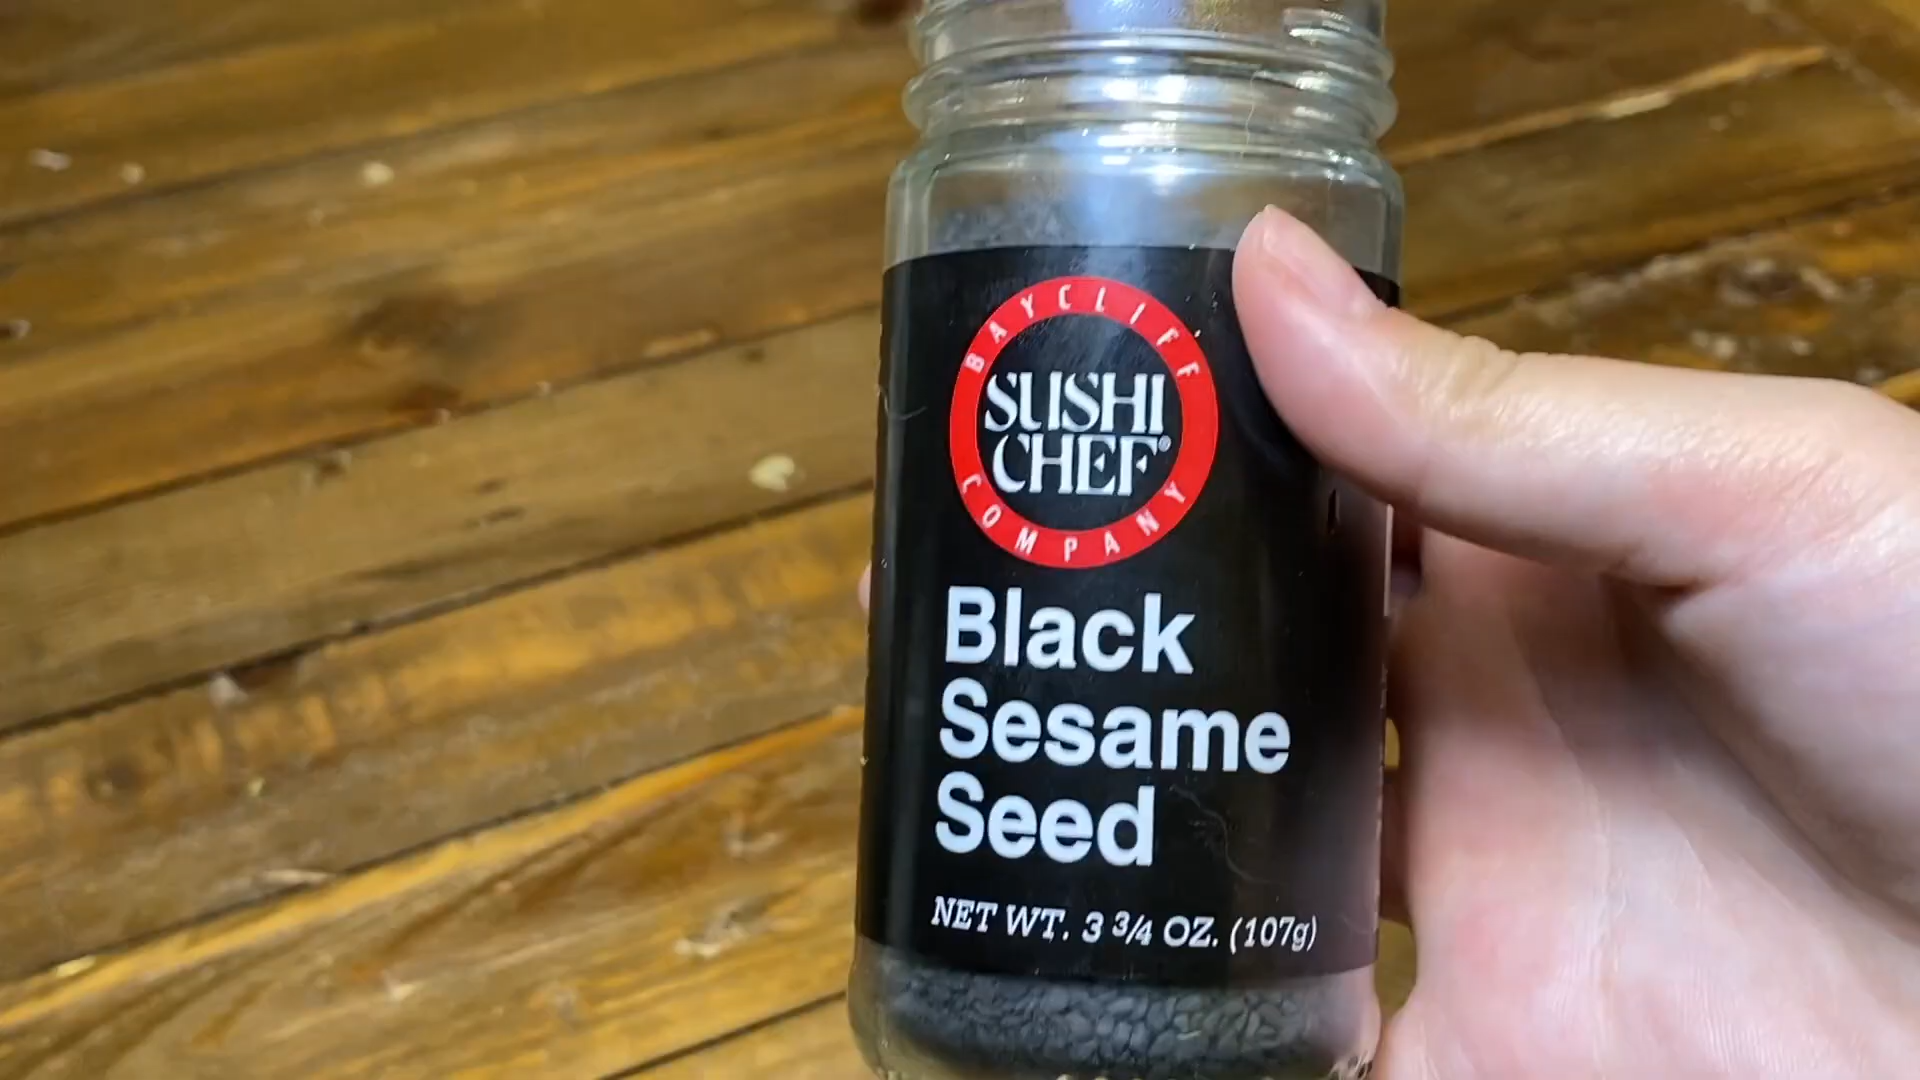 BAYCLIFF
SUSHI
CHEF®
COMPANY
Black
Sesame
Seed
NET WT. 3 3/4 OZ. (107g)